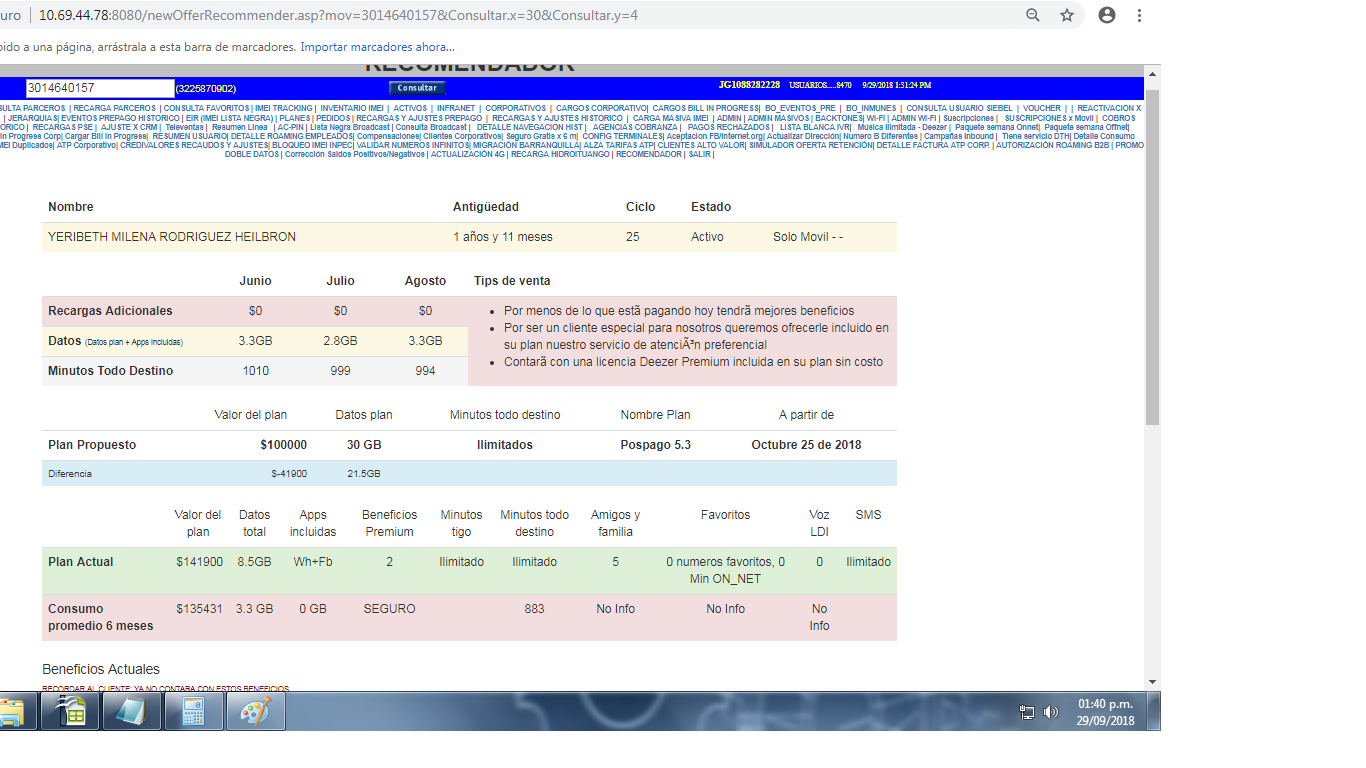 uro | 10.69.44.78:8080/newOfferRecommender.asp?mov=3014640157&Consultar.x=30&Consultar.y=4
oido a una página, arrástrala a esta barra de marcadores. Importar marcadores ahora...
RECOMENDADOR
3014640157 (3225870902) Consultar JG1088282228 USUARIOS.....8470 9/29/2018 1:51:24 PM
SULTA PARCEROS | RECARGA PARCEROS | CONSULTA FAVORITOS | IMEI TRACKING | INVENTARIO IMEI | ACTIVOS | INFRANET | CORPORATIVOS | CARGOS CORPORATIVO| CARGOS BILL IN PROGRESS| BO_EVENTOS_PRE | BO_INMUNES | CONSULTA USUARIO SIEBEL | VOUCHER | | REACTIVACION X
| JERARQUIAS| EVENTOS PREPAGO HISTORICO | EIR (IMEI LISTA NEGRA) | PLANES | PEDIDOS | RECARGAS Y AJUSTES PREPAGO | RECARGAS Y AJUSTES HISTORICO | CARGA MASIVA IMEI | ADMIN | ADMIN MASIVOS | BACKTONES| WI-FI | ADMIN WI-FI | Suscripciones | SUSCRIPCIONES x Movil | COBROS
ORICO | RECARGAS PSE | AJUSTE X CRM | Televentas | Resumen Linea | AC-PIN | Lista Negra Broadcast | Consulta Broadcast | DETALLE NAVEGACIÓN HIST | AGENCIAS COBRANZA | PAGOS RECHAZADOS | LISTA BLANCA IVR| Música Ilimitada - Deezer | Paquete semana Onnet| Paquete semana Offnet|
in Progress Corp| Cargar Bill in Progress| RESUMEN USUARIO| DETALLE ROAMING EMPLEADOS| Compensaciones| Clientes Corporativos| Seguro Gratis x 6 m| CONFIG TERMINALES| Aceptacion FB/Internet.org| Actualizar Dirección| Numero B Diferentes | Campañas Inbound | Tiene servicio DTH| Detalle Consumo
MEI Duplicados| ATP Corporativo| CREDIVALORES RECAUDOS Y AJUSTES| BLOQUEO IMEI INPEC| VALIDAR NUMEROS INFINITOS| MIGRACIÓN BARRANQUILLA| ALZA TARIFAS ATP| CLIENTES ALTO VALOR| SIMULADOR OFERTA RETENCIÓN| DETALLE FACTURA ATP CORP. | AUTORIZACIÓN ROAMING B2B | PROMO
DOBLE DATOS | Corrección Saldos Positivos/Negativos | ACTUALIZACIÓN 4G | RECARGA HIDROITUANGO | RECOMENDADOR | SALIR |
Nombre Antigüedad Ciclo Estado
YERIBETH MILENA RODRIGUEZ HEILBRON 1 años y 11 meses 25 Activo Solo Movil - -
Junio Julio Agosto Tips de venta
Recargas Adicionales $0 $0 $0
Datos (Datos plan + Apps incluidas) 3.3GB 2.8GB 3.3GB
Minutos Todo Destino 1010 999 994
• Por menos de lo que estã pagando hoy tendrã mejores beneficios
• Por ser un cliente especial para nosotros queremos ofrecerle incluido en
su plan nuestro servicio de atenciÃ³n preferencial
• Contarã con una licencia Deezer Premium incluida en su plan sin costo
Valor del plan Datos plan Minutos todo destino Nombre Plan A partir de
Plan Propuesto $100000 30 GB Ilimitados Pospago 5.3 Octubre 25 de 2018
Diferencia $-41900 21.5GB
Valor del Datos Apps Beneficios Minutos Minutos todo Amigos y Favoritos Voz SMS
plan total incluidas Premium tigo destino familia LDI
Plan Actual $141900 8.5GB Wh+Fb 2 Ilimitado Ilimitado 5 0 numeros favoritos, 0 0 Ilimitado
Min ON_NET
Consumo $135431 3.3 GB 0 GB SEGURO 883 No Info No Info No
promedio 6 meses Info
Beneficios Actuales
RECORDAR AL CLIENTE: YA NO CONTARA CON ESTOS BENEFICIOS
01:40 p.m.
29/09/2018